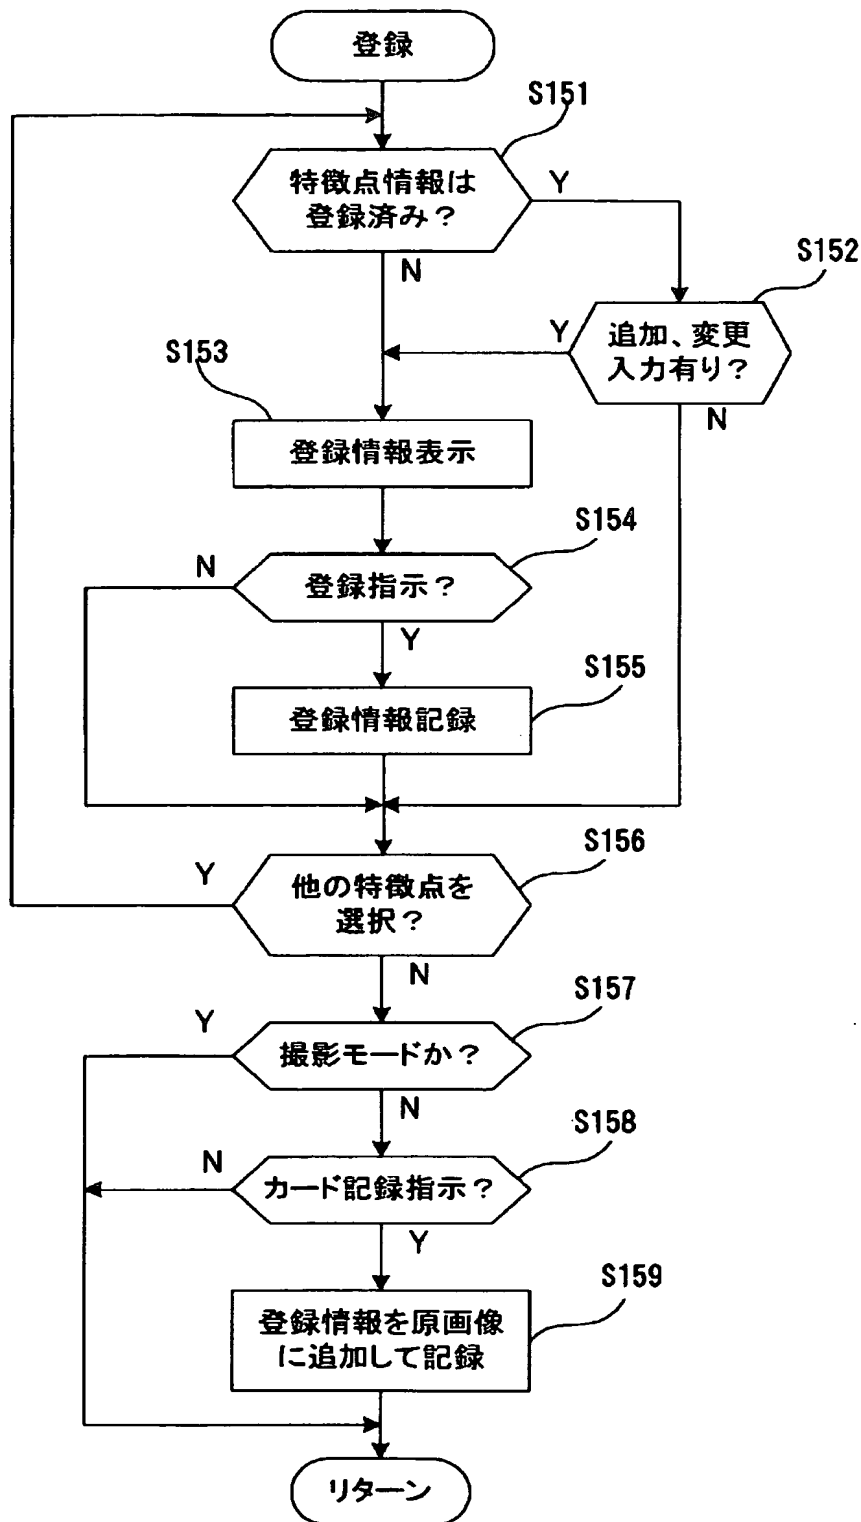 登録
S151
特徴点情報は
登録済み？
Y
N
S152
追加、変更
入力有り？
Y
N
S153
登録情報表示
S154
登録指示？
N
Y
S155
登録情報記録
S156
他の特徴点を
選択？
Y
N
S157
撮影モードか？
Y
N
S158
カード記録指示？
N
Y
S159
登録情報を原画像
に追加して記録
リターン